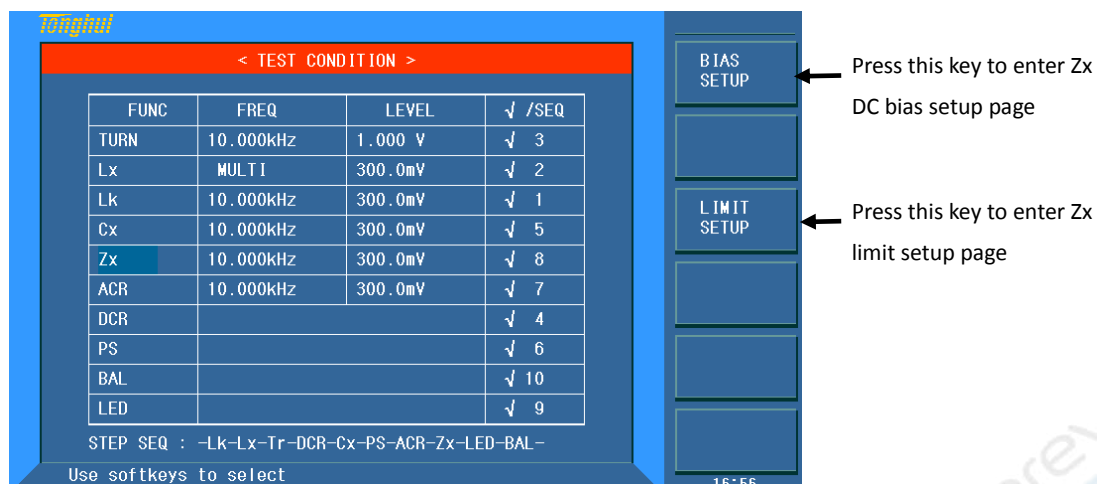 Tonghui
< TEST CONDITION >
FUNC FREQ LEVEL √ /SEQ
TURN 10.000kHz 1.000 V √ 3
Lx MULTI 300.0mV √ 2
Lk 10.000kHz 300.0mV √ 1
Cx 10.000kHz 300.0mV √ 5
Zx 10.000kHz 300.0mV √ 8
ACR 10.000kHz 300.0mV √ 7
DCR √ 4
PS √ 6
BAL √ 10
LED √ 9
STEP SEQ : -Lk-Lx-Tr-DCR-Cx-PS-ACR-Zx-LED-BAL-
Use softkeys to select
BIAS
SETUP
LIMIT
SETUP
16:56
Press this key to enter Zx
DC bias setup page
Press this key to enter Zx
limit setup page